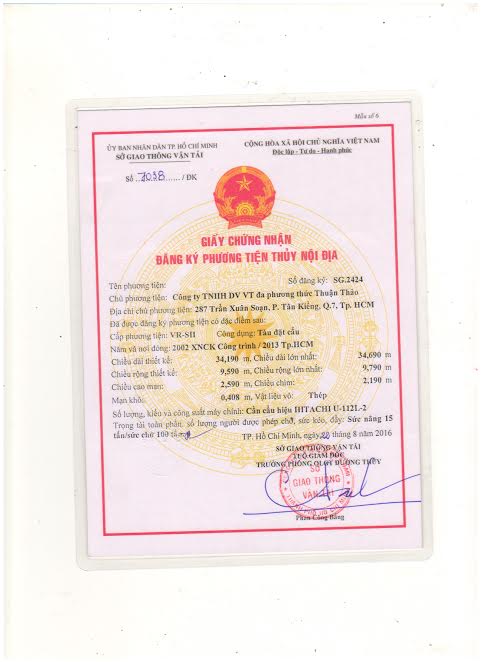 Mẫu số 6
ỦY BAN NHÂN DÂN TP. HỒ CHÍ MINH
SỞ GIAO THÔNG VẬN TẢI
CỘNG HÒA XÃ HỘI CHỦ NGHĨA VIỆT NAM
Độc lập - Tự do - Hạnh phúc
Số 7038 / ĐK
GIẤY CHỨNG NHẬN
ĐĂNG KÝ PHƯƠNG TIỆN THỦY NỘI ĐỊA
Tên phương tiện: Số đăng ký: SG.2424
Chủ phương tiện: Công ty TNHH DV VT đa phương thức Thuận Thảo
Địa chỉ chủ phương tiện: 287 Trần Xuân Soạn, P. Tân Kiểng, Q.7, Tp. HCM
Đã được đăng ký phương tiện có đặc điểm sau:
Cấp phương tiện: VR-SII Công dụng: Tàu đặt cẩu
Năm và nơi đóng: 2002 XNCK Công trình / 2013 Tp.HCM
Chiều dài thiết kế: 34,190 m, Chiều dài lớn nhất: 34,690 m
Chiều rộng thiết kế: 9,590 m, Chiều rộng lớn nhất: 9,790 m
Chiều cao mạn: 2,590 m, Chiều chìm: 2,190 m
Mạn khô: 0,408 m, Vật liệu vỏ: Thép
Số lượng, kiểu và công suất máy chính: Cần cẩu hiệu HITACHI U-112L-2
Trọng tải toàn phần, số lượng người được phép chở, sức kéo, đẩy: Sức nâng 15
tấn/sức chở 100 tấn
TP. Hồ Chí Minh, ngày 20 tháng 8 năm 2016
SỞ GIAO THÔNG VẬN TẢI
TLQ GIÁM ĐỐC
TRƯỞNG PHÒNG QLGT ĐƯỜNG THỦY
SỞ
GIAO THÔNG
VẬN TẢI
Phan Công Bằng